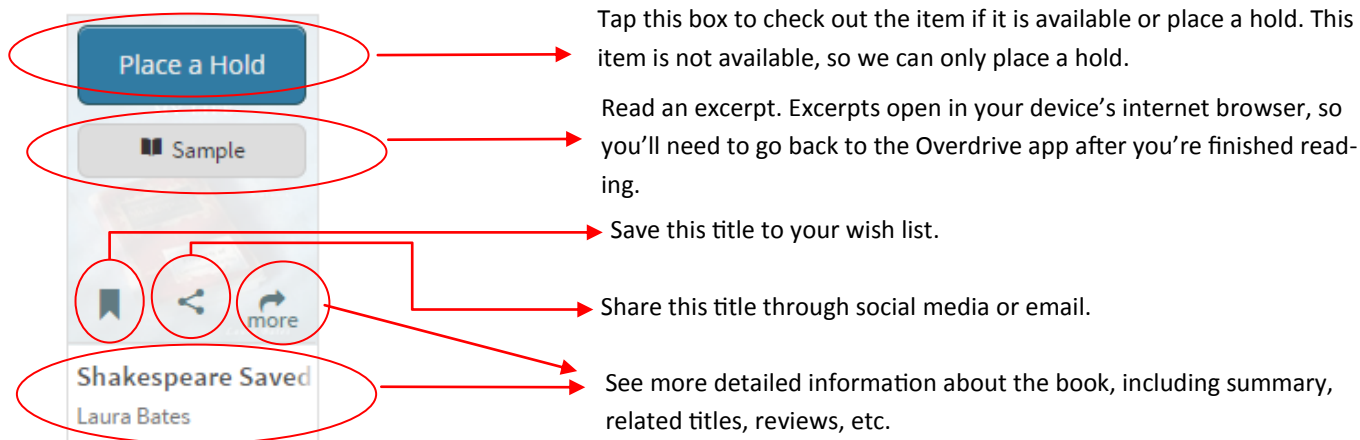 Place a Hold
Tap this box to check out the item if it is available or place a hold. This
item is not available, so we can only place a hold.
Sample
Read an excerpt. Excerpts open in your device's internet browser, so
you'll need to go back to the Overdrive app after you're finished read-
ing.
Save this title to your wish list.
Share this title through social media or email.
more
Shakespeare Saved
Laura Bates
See more detailed information about the book, including summary,
related titles, reviews, etc.